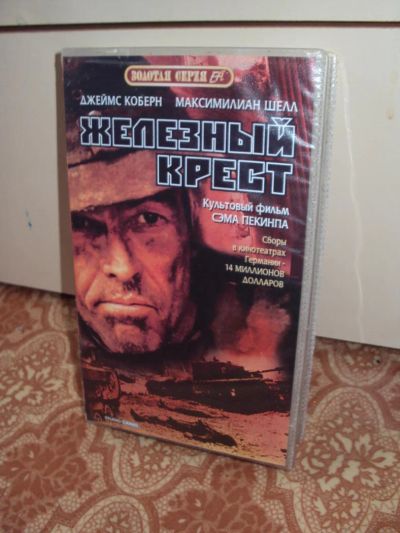 ЗОЛОТАЯ СЕРИЯ
ДЖЕЙМС КОБЕРН МАКСИМИЛИАН ШЕЛЛ
ЖЕЛЕЗНЫЙ
КРЕСТ
Культовый фильм
СЭМА ПЕКИНПА
Сборы
в кинотеатрах
Германии -
14 МИЛЛИОНОВ
ДОЛЛАРОВ